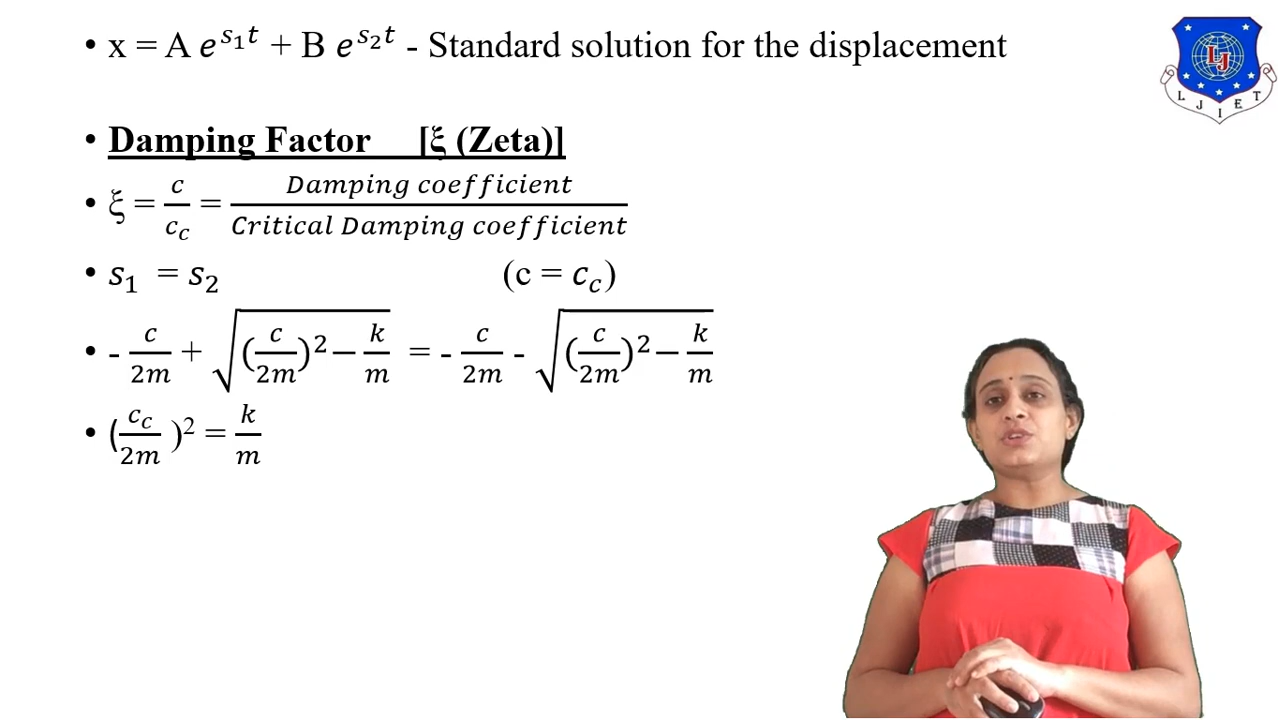 • x = A e^{s₁t} + B e^{s₂t} - Standard solution for the displacement
LJ
L J I E T
• Damping Factor [ξ (Zeta)]
• ξ = c/c_c = Damping coefficient / Critical Damping coefficient
• s₁ = s₂ (c = c_c)
• - c/2m + √((c/2m)² − k/m) = - c/2m - √((c/2m)² − k/m)
• (c_c/2m )² = k/m